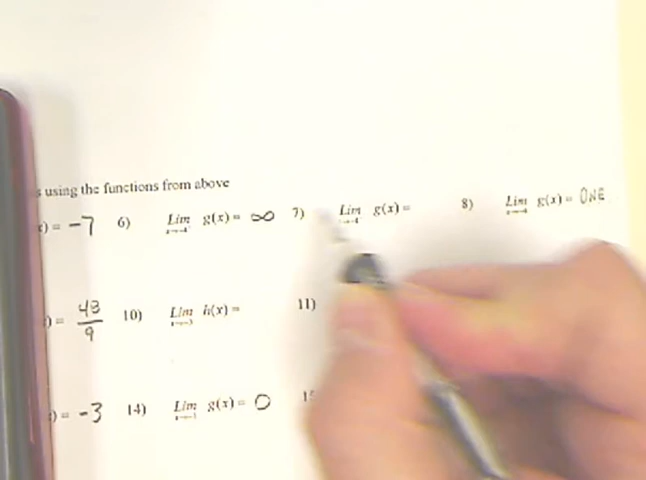 using the functions from above
) = -7 6) Lim g(x) = ∞ 7) Lim g(x) = 8) Lim g(x) = ONE
) = 43/9 10) Lim h(x) = 11)
) = -3 14) Lim g(x) = 0